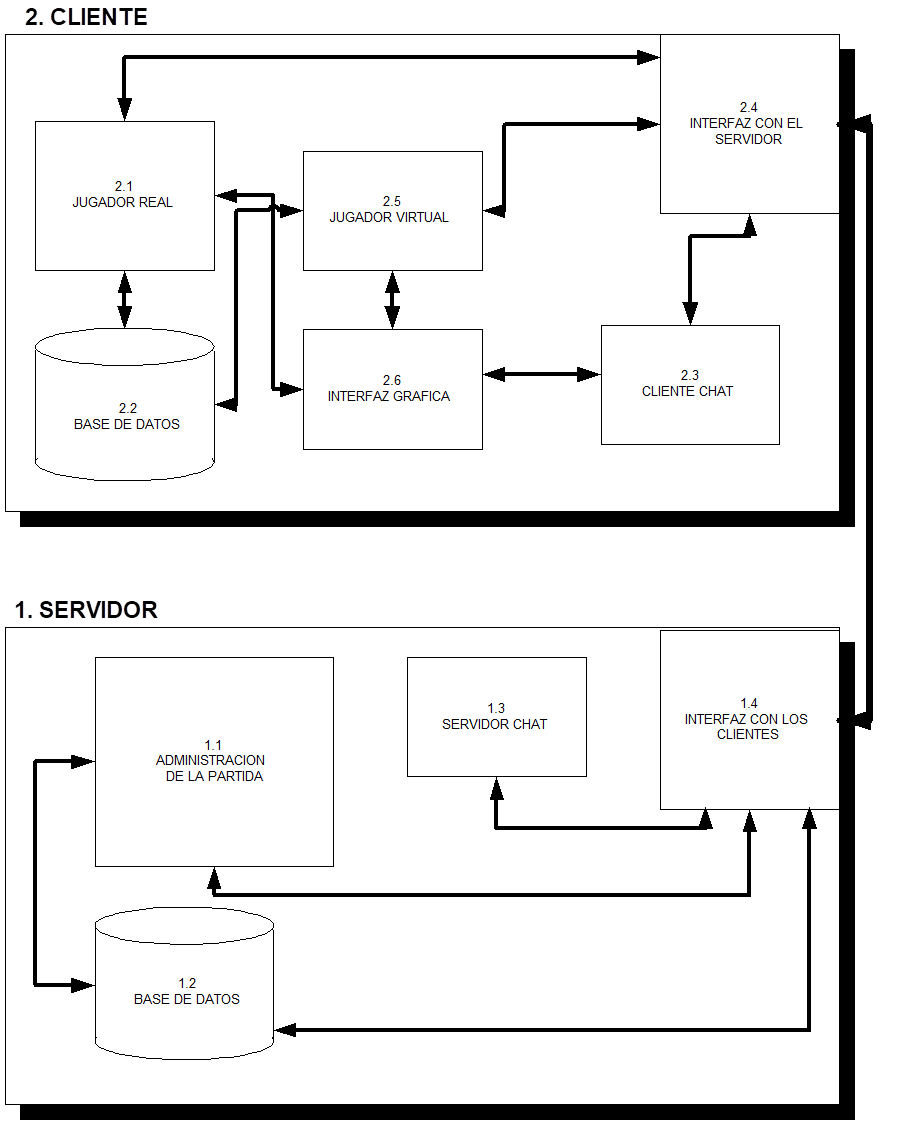 2. CLIENTE
2.4
INTERFAZ CON EL
SERVIDOR
2.1
JUGADOR REAL
2.5
JUGADOR VIRTUAL
2.2
BASE DE DATOS
2.6
INTERFAZ GRAFICA
2.3
CLIENTE CHAT
1. SERVIDOR
1.1
ADMINISTRACION
DE LA PARTIDA
1.3
SERVIDOR CHAT
1.4
INTERFAZ CON LOS
CLIENTES
1.2
BASE DE DATOS